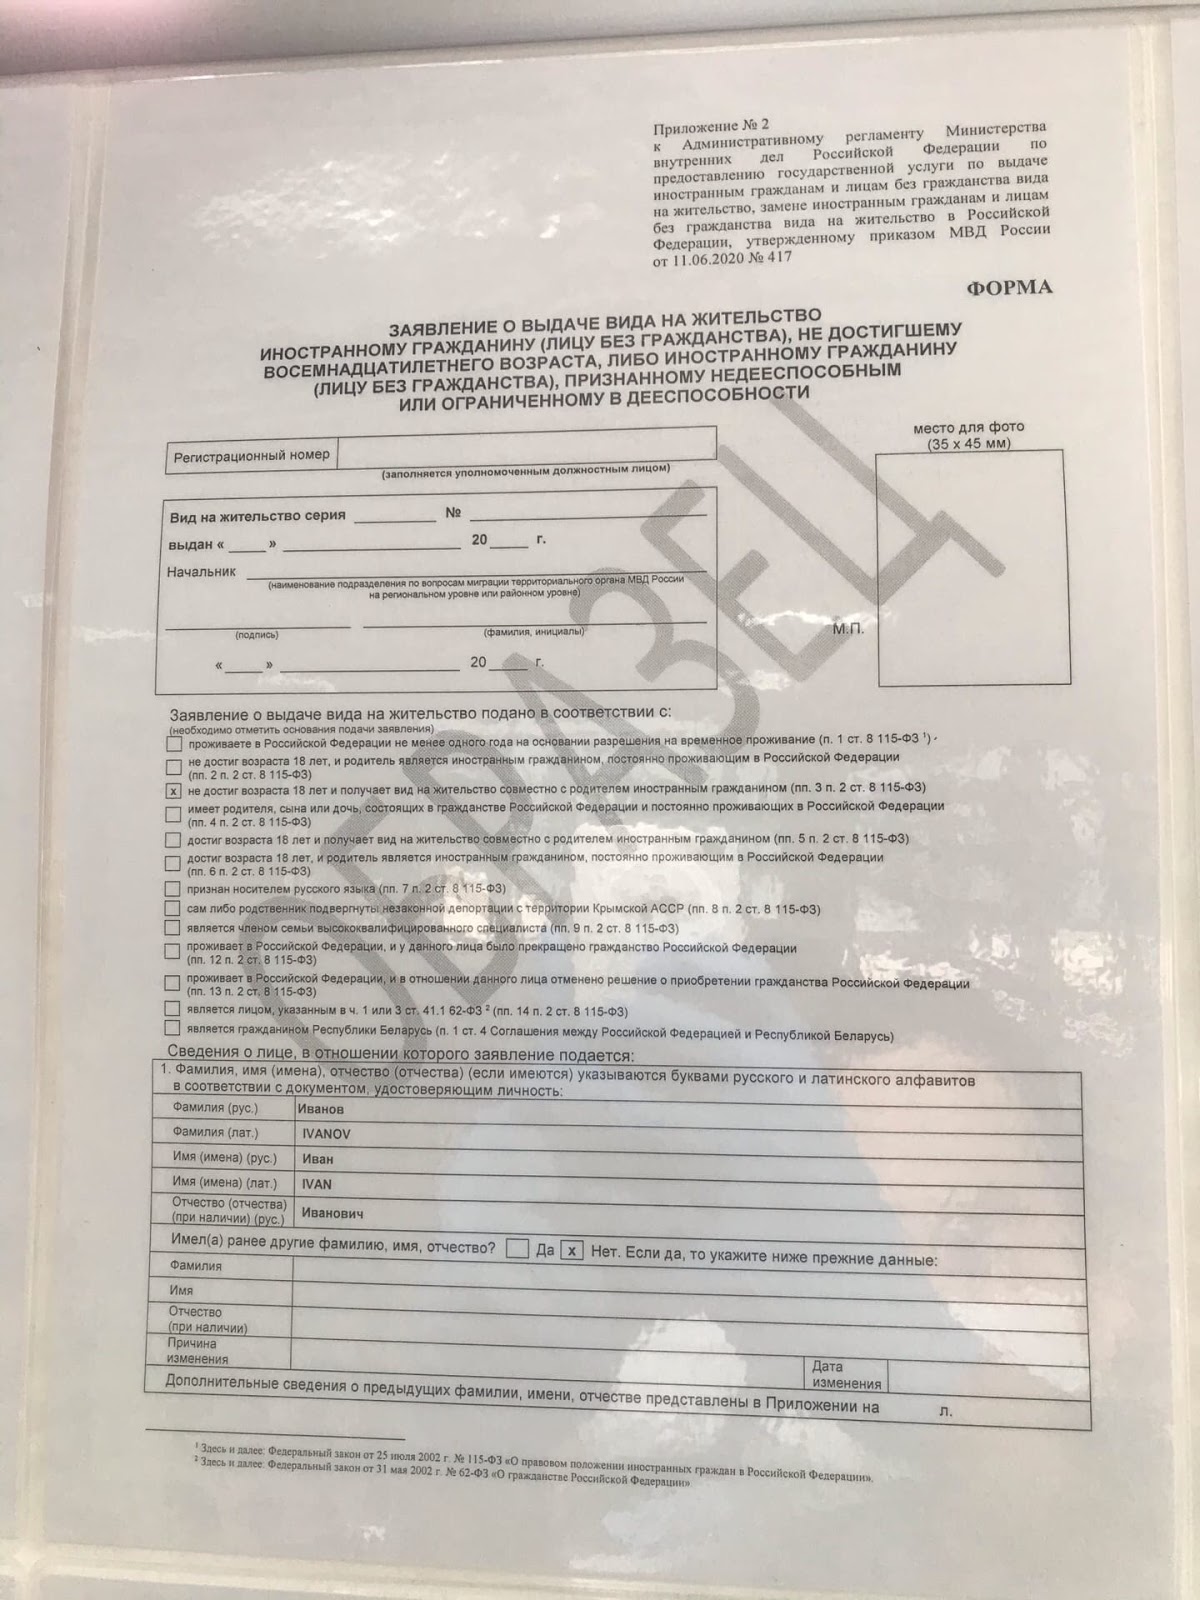 Приложение № 2
к Административному регламенту Министерства
внутренних дел Российской Федерации по
предоставлению государственной услуги по выдаче
иностранным гражданам и лицам без гражданства вида
на жительство, замене иностранным гражданам и лицам
без гражданства вида на жительство в Российской
Федерации, утвержденному приказом МВД России
от 11.06.2020 № 417
ФОРМА
ЗАЯВЛЕНИЕ О ВЫДАЧЕ ВИДА НА ЖИТЕЛЬСТВО
ИНОСТРАННОМУ ГРАЖДАНИНУ (ЛИЦУ БЕЗ ГРАЖДАНСТВА), НЕ ДОСТИГШЕМУ
ВОСЕМНАДЦАТИЛЕТНЕГО ВОЗРАСТА, ЛИБО ИНОСТРАННОМУ ГРАЖДАНИНУ
(ЛИЦУ БЕЗ ГРАЖДАНСТВА), ПРИЗНАННОМУ НЕДЕЕСПОСОБНЫМ
ИЛИ ОГРАНИЧЕННОМУ В ДЕЕСПОСОБНОСТИ
место для фото
(35 x 45 мм)
Регистрационный номер
(заполняется уполномоченным должностным лицом)
Вид на жительство серия ________ № ________
выдан « ____ » ________ 20____ г.
Начальник
(наименование подразделения по вопросам миграции территориального органа МВД России
на региональном уровне или районном уровне)
(подпись) (фамилия, инициалы)
М.П.
« ____ » ________ 20____ г.
ОБРАЗЕЦ
Заявление о выдаче вида на жительство подано в соответствии с:
(необходимо отметить основания подачи заявления)
проживаете в Российской Федерации не менее одного года на основании разрешения на временное проживание (п. 1 ст. 8 115-ФЗ ¹)
не достиг возраста 18 лет, и родитель является иностранным гражданином, постоянно проживающим в Российской Федерации
(пп. 2 п. 2 ст. 8 115-ФЗ)
x не достиг возраста 18 лет и получает вид на жительство совместно с родителем иностранным гражданином (пп. 3 п. 2 ст. 8 115-ФЗ)
имеет родителя, сына или дочь, состоящих в гражданстве Российской Федерации и постоянно проживающих в Российской Федерации
(пп. 4 п. 2 ст. 8 115-ФЗ)
достиг возраста 18 лет и получает вид на жительство совместно с родителем иностранным гражданином (пп. 5 п. 2 ст. 8 115-ФЗ)
достиг возраста 18 лет, и родитель является иностранным гражданином, постоянно проживающим в Российской Федерации
(пп. 6 п. 2 ст. 8 115-ФЗ)
признан носителем русского языка (пп. 7 п. 2 ст. 8 115-ФЗ)
сам либо родственник подвергнуты незаконной депортации с территории Крымской АССР (пп. 8 п. 2 ст. 8 115-ФЗ)
является членом семьи высококвалифицированного специалиста (пп. 9 п. 2 ст. 8 115-ФЗ)
проживает в Российской Федерации, и у данного лица было прекращено гражданство Российской Федерации
(пп. 12 п. 2 ст. 8 115-ФЗ)
проживает в Российской Федерации, и в отношении данного лица отменено решение о приобретении гражданства Российской Федерации
(пп. 13 п. 2 ст. 8 115-ФЗ)
является лицом, указанным в ч. 1 или 3 ст. 41.1 62-ФЗ ² (пп. 14 п. 2 ст. 8 115-ФЗ)
является гражданином Республики Беларусь (п. 1 ст. 4 Соглашения между Российской Федерацией и Республикой Беларусь)
Сведения о лице, в отношении которого заявление подается:
1. Фамилия, имя (имена), отчество (отчества) (если имеются) указываются буквами русского и латинского алфавитов
в соответствии с документом, удостоверяющим личность:
Фамилия (рус.) Иванов
Фамилия (лат.) IVANOV
Имя (имена) (рус.) Иван
Имя (имена) (лат.) IVAN
Отчество (отчества)
(при наличии) (рус.) Иванович
Имел(а) ранее другие фамилию, имя, отчество? Да x Нет. Если да, то укажите ниже прежние данные:
Фамилия
Имя
Отчество
(при наличии)
Причина
изменения
Дата
изменения
Дополнительные сведения о предыдущих фамилии, имени, отчестве представлены в Приложении на л.
¹ Здесь и далее: Федеральный закон от 25 июля 2002 г. № 115-ФЗ «О правовом положении иностранных граждан в Российской Федерации».
² Здесь и далее: Федеральный закон от 31 мая 2002 г. № 62-ФЗ «О гражданстве Российской Федерации»